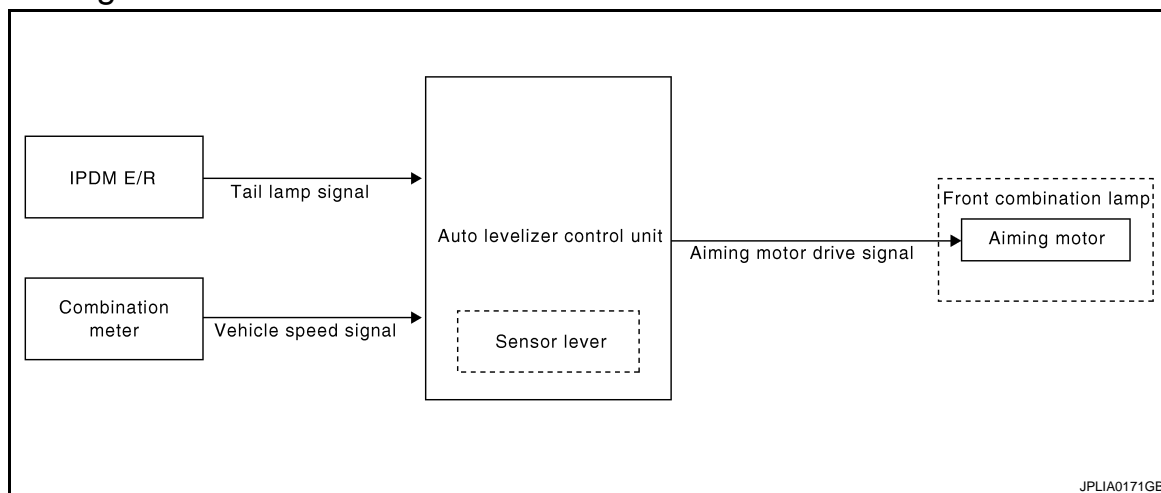 IPDM E/R
Tail lamp signal
Combination
meter
Vehicle speed signal
Auto levelizer control unit
Sensor lever
Aiming motor drive signal
Front combination lamp
Aiming motor
JPLIA0171GB